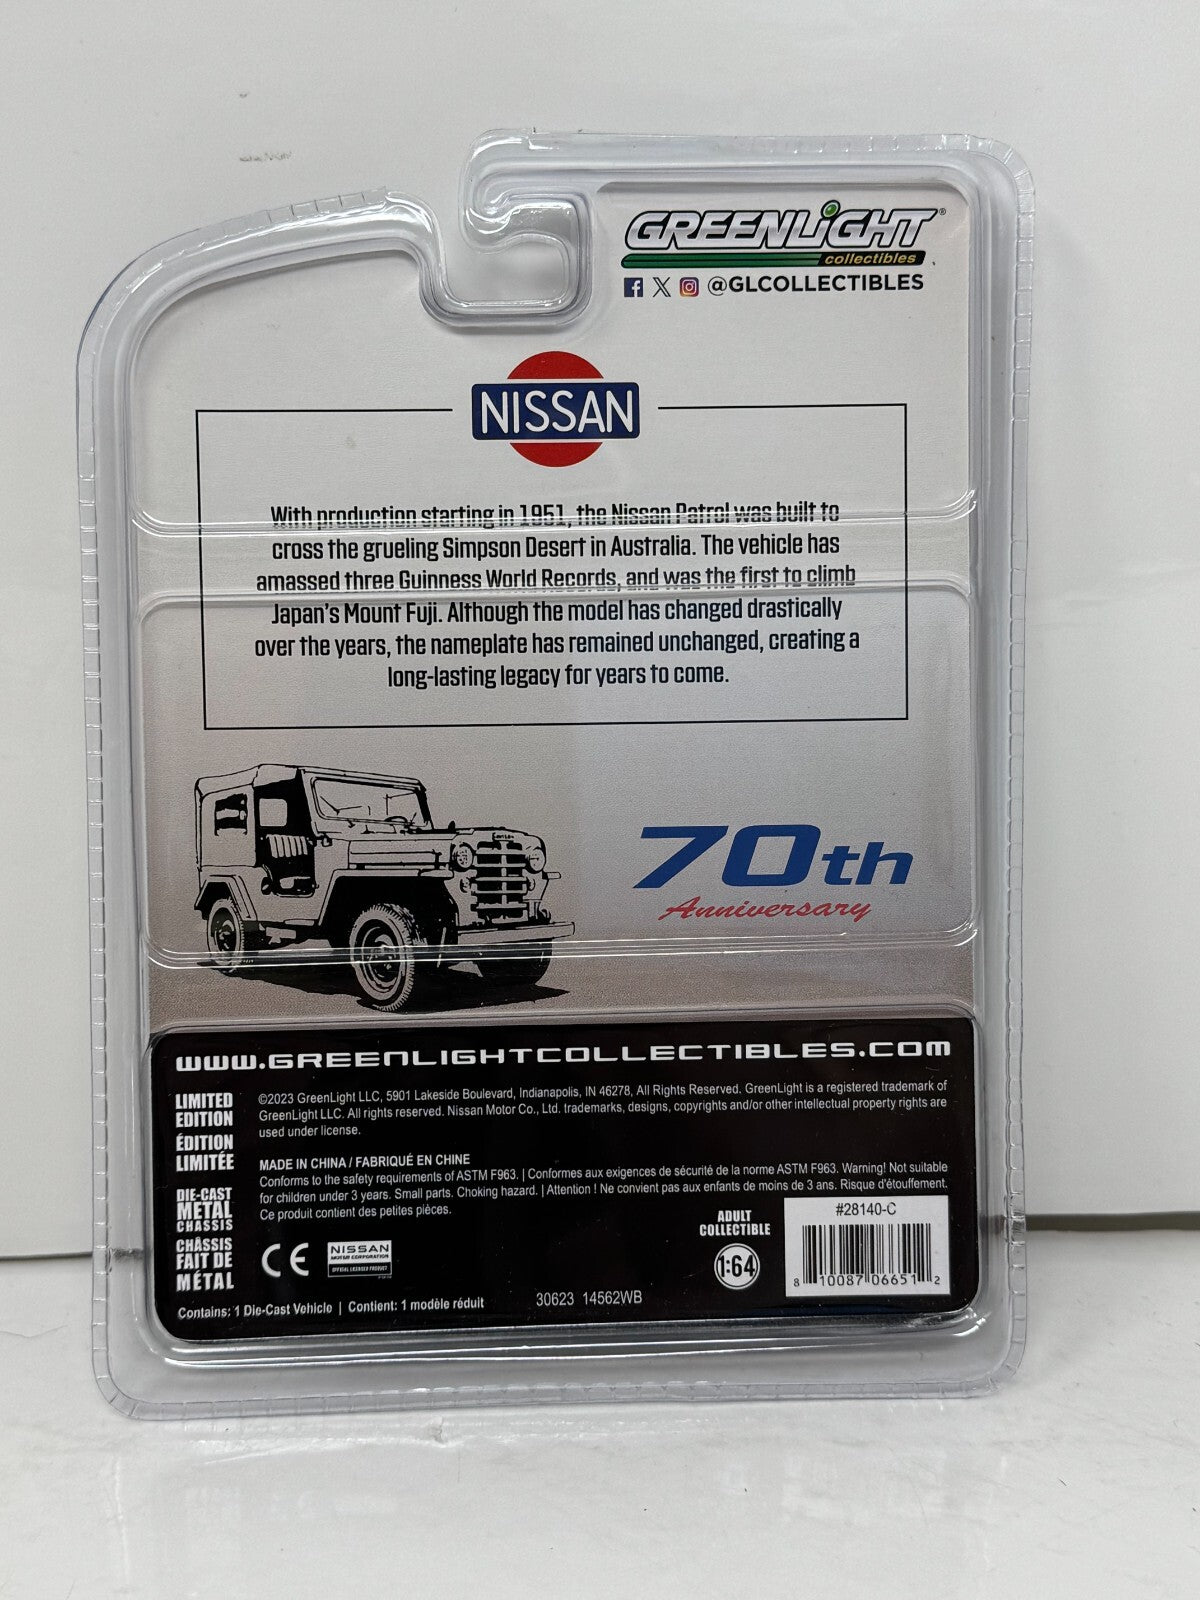 GREENLIGHT®
collectibles
@GLCOLLECTIBLES
NISSAN
With production starting in 1951, the Nissan Patrol was built to
cross the grueling Simpson Desert in Australia. The vehicle has
amassed three Guinness World Records, and was the first to climb
Japan's Mount Fuji. Although the model has changed drastically
over the years, the nameplate has remained unchanged, creating a
long-lasting legacy for years to come.
70th
Anniversary
www.GREENLIGHTCOLLECTIBLES.COM
LIMITED
EDITION
ÉDITION
LIMITÉE
DIE-CAST
METAL
CHASSIS
CHÂSSIS
FAIT DE
MÉTAL
©2023 GreenLight LLC, 5901 Lakeside Boulevard, Indianapolis, IN 46278, All Rights Reserved. GreenLight is a registered trademark of
GreenLight LLC. All rights reserved. Nissan Motor Co., Ltd. trademarks, designs, copyrights and/or other intellectual property rights are
used under license.
MADE IN CHINA / FABRIQUÉ EN CHINE
Conforms to the safety requirements of ASTM F963. | Conformes aux exigences de sécurité de la norme ASTM F963. Warning! Not suitable
for children under 3 years. Small parts. Choking hazard. | Attention ! Ne convient pas aux enfants de moins de 3 ans. Risque d'étouffement.
Ce produit contient des petites pièces.
CE
NISSAN
MOTOR CORPORATION
OFFICIAL LICENSED PRODUCT
ADULT
COLLECTIBLE
1:64
#28140-C
8 10087 06651 2
Contains: 1 Die-Cast Vehicle | Contient: 1 modèle réduit
30623 14562WB